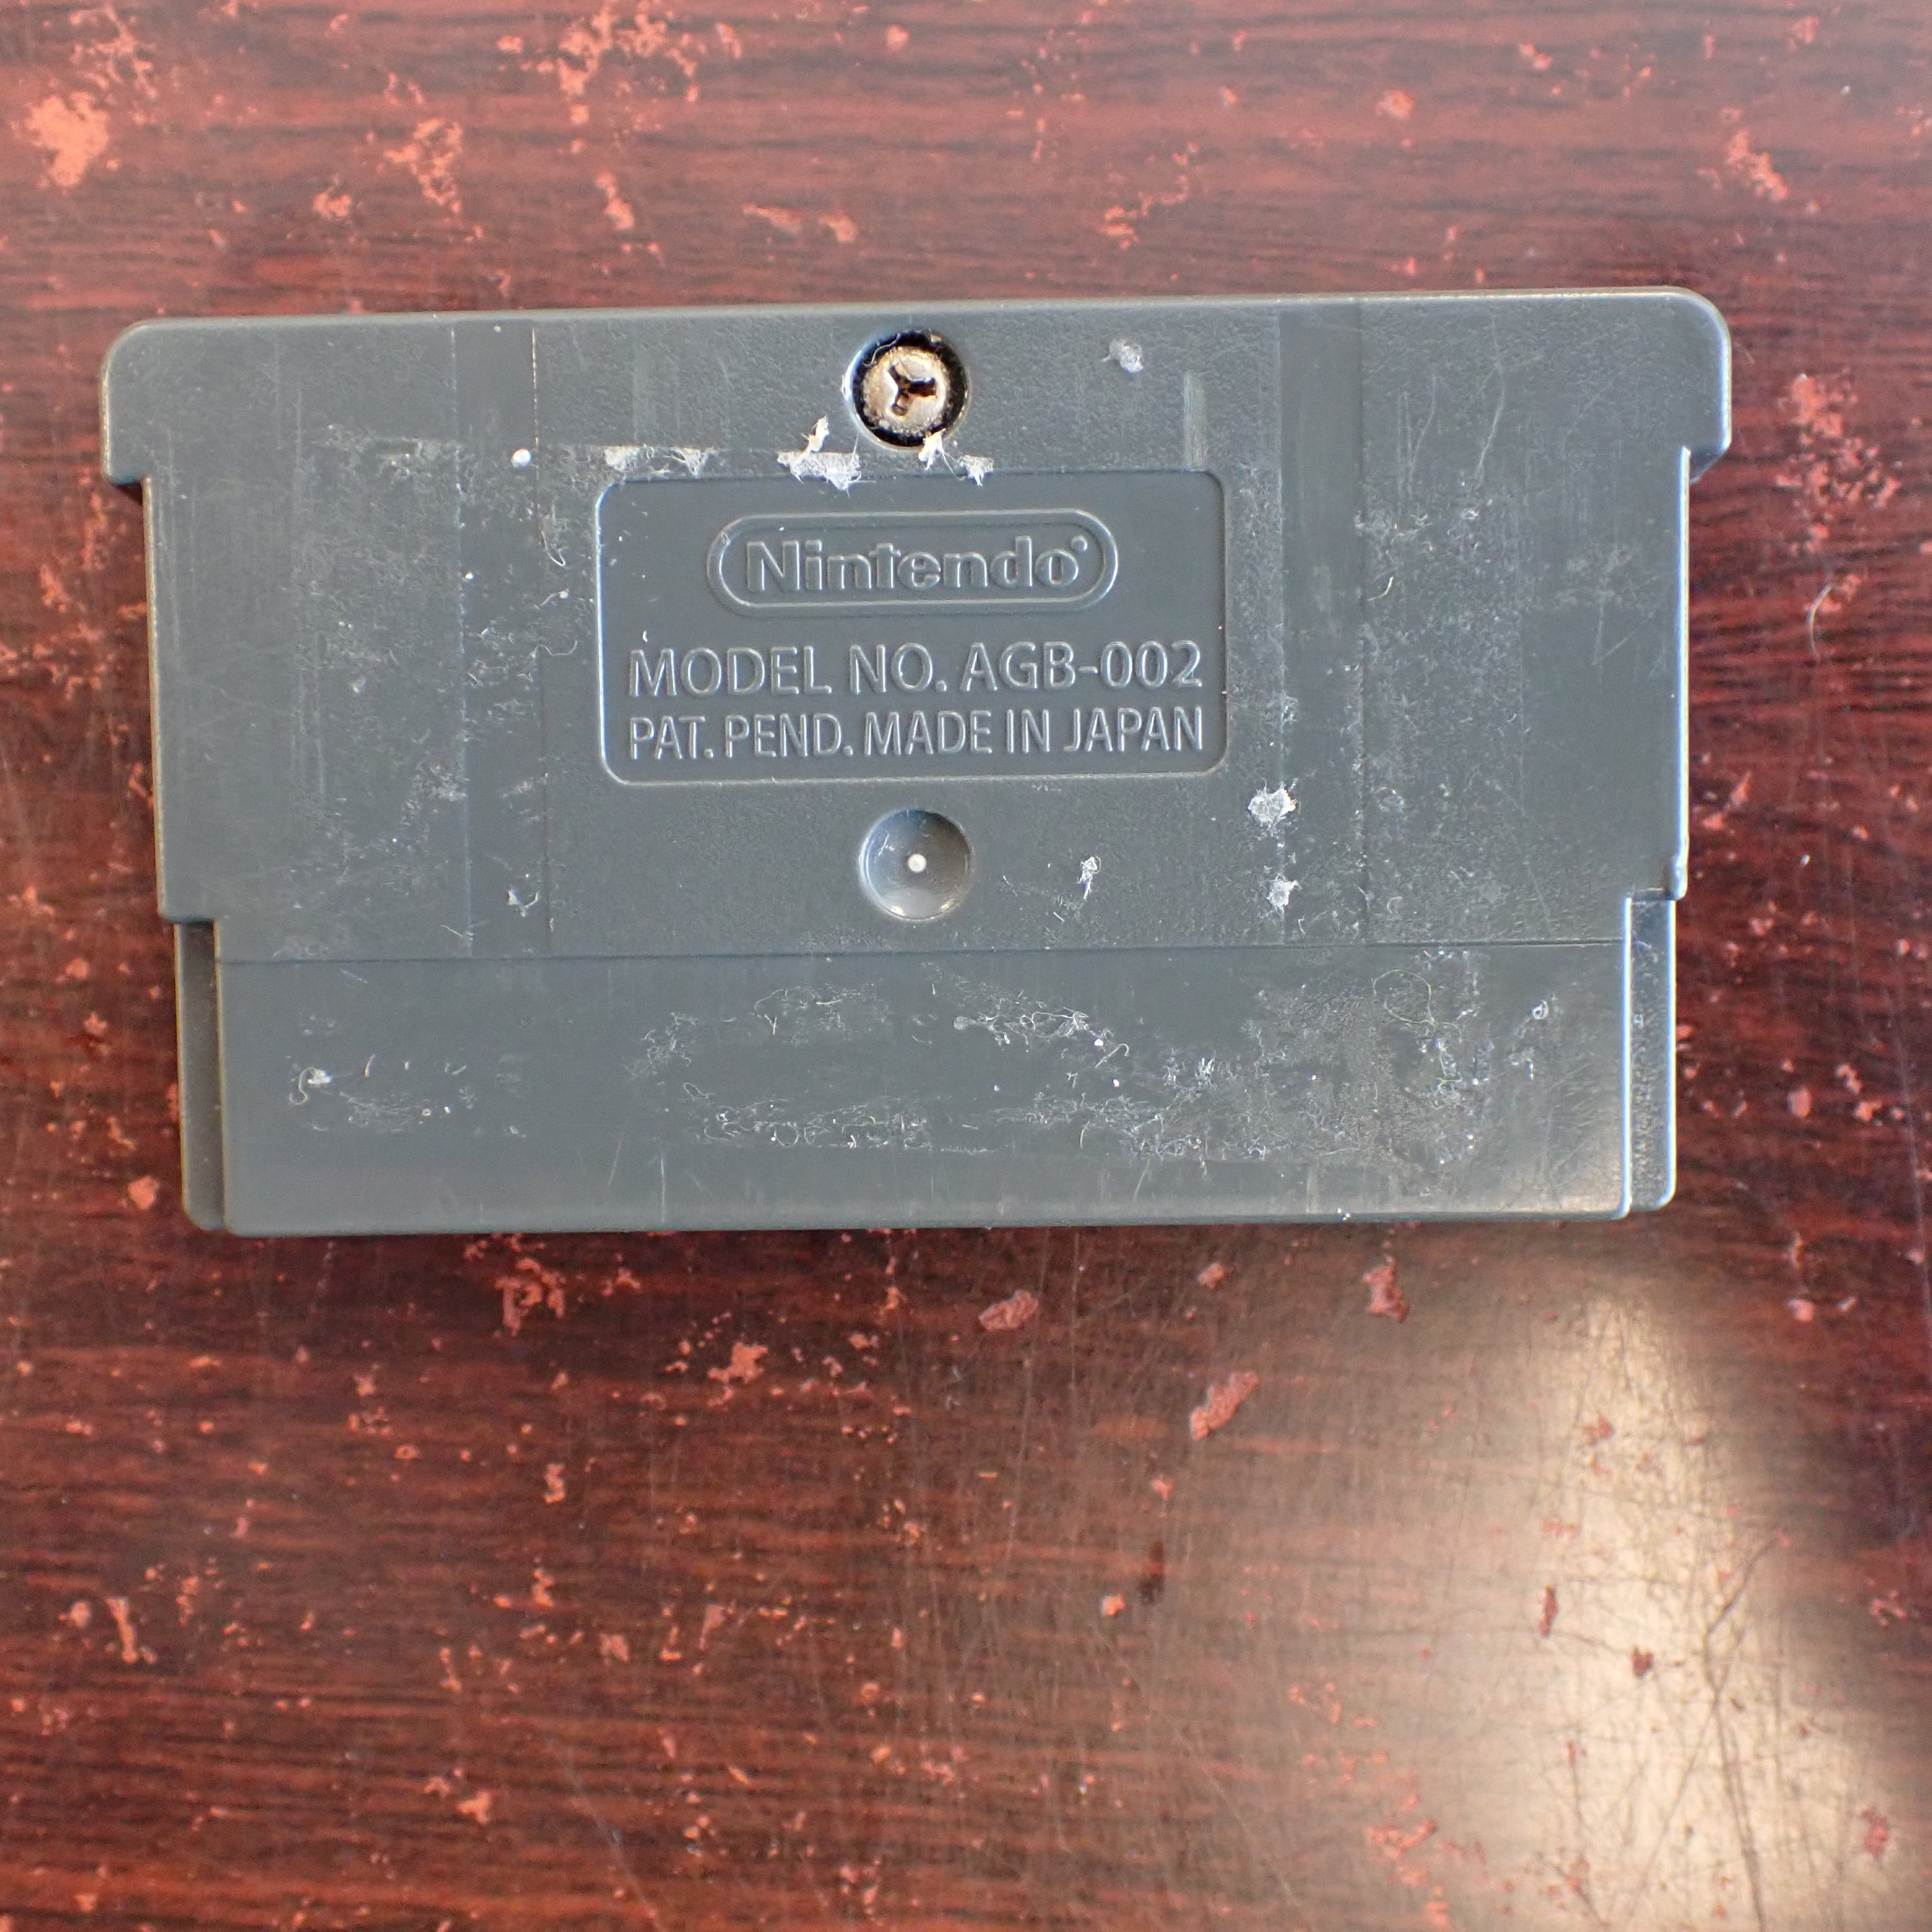 Nintendo®
MODEL NO. AGB-002
PAT. PEND. MADE IN JAPAN